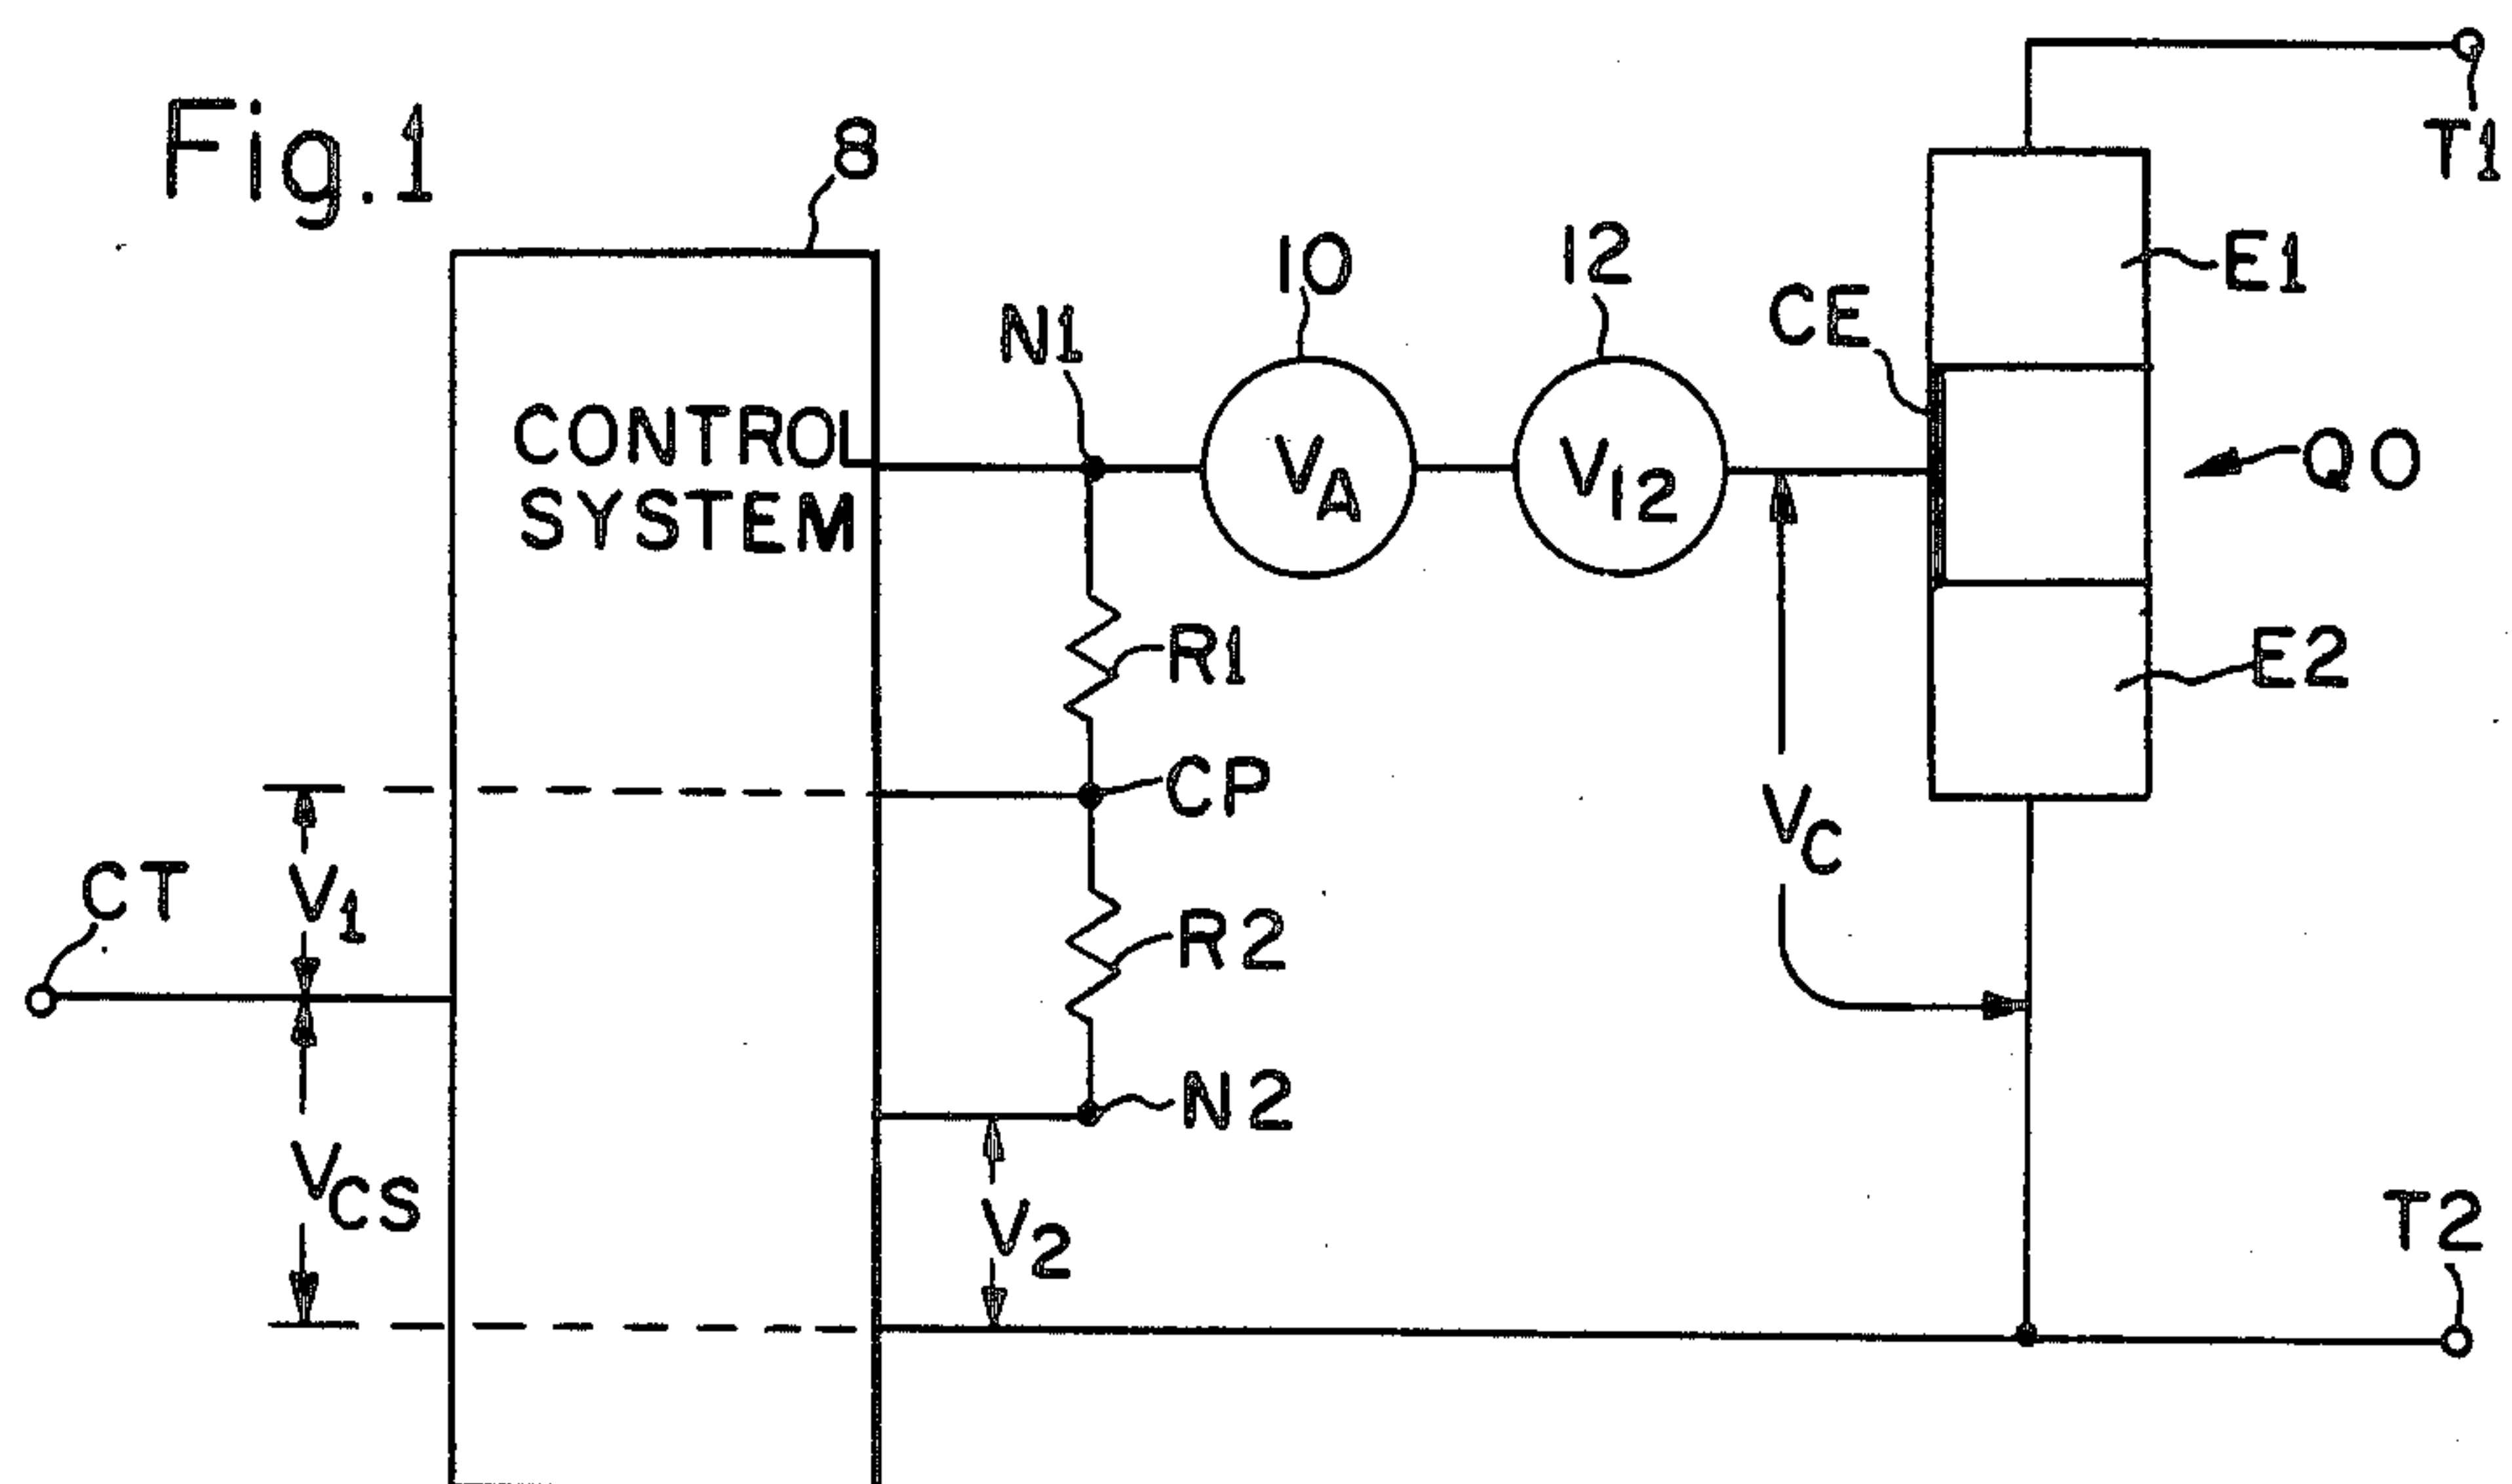 Fig.1
8
T1
10
12
E1
CE
N1
CONTROL
SYSTEM
VA
V12
QO
R1
E2
CP
VC
V1
CT
R2
N2
VCS
V2
T2